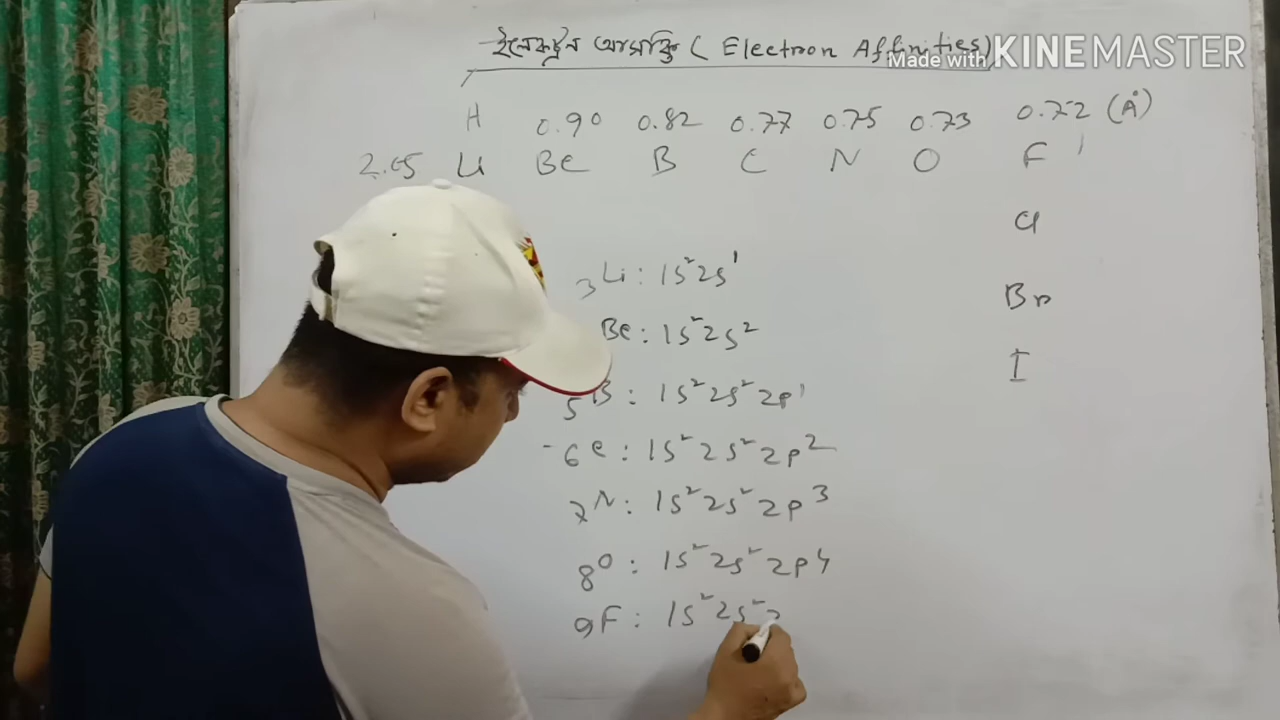 ইলেকট্রন আসক্তি ( Electron Affinities)
Made with KINEMASTER
H 0.90 0.82 0.77 0.75 0.73 0.72 (Å)
Li Be B C N O F
Cl
Br
I
3Li : 1s²2s¹
Be : 1s²2s²
5B : 1s²2s²2p¹
6C : 1s²2s²2p²
7N : 1s²2s²2p³
8O : 1s²2s²2p⁴
9F : 1s²2s²